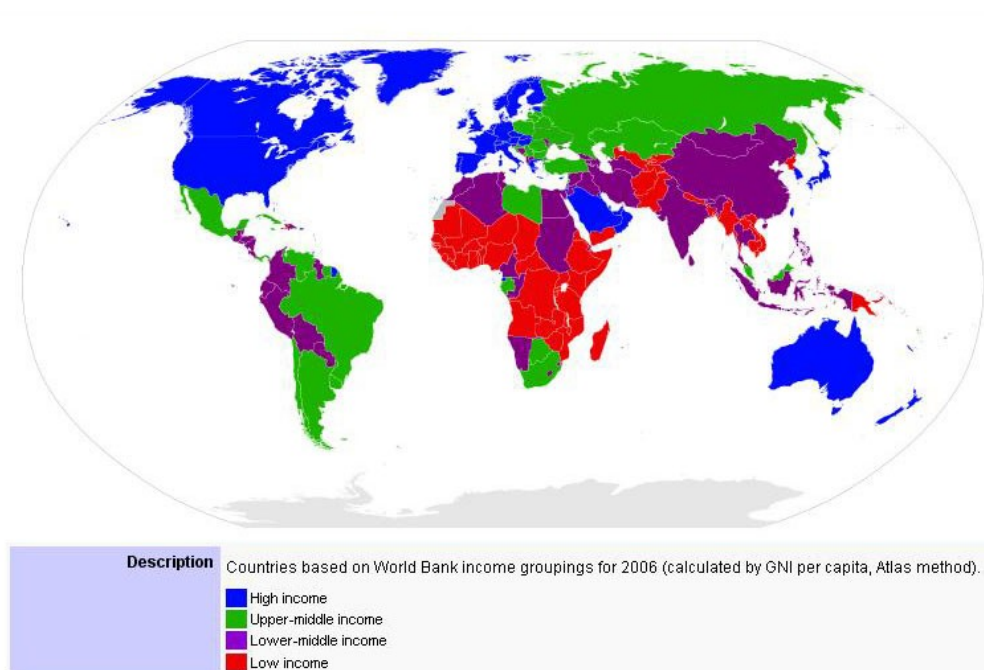 Description
Countries based on World Bank income groupings for 2006 (calculated by GNI per capita, Atlas method).
High income
Upper-middle income
Lower-middle income
Low income